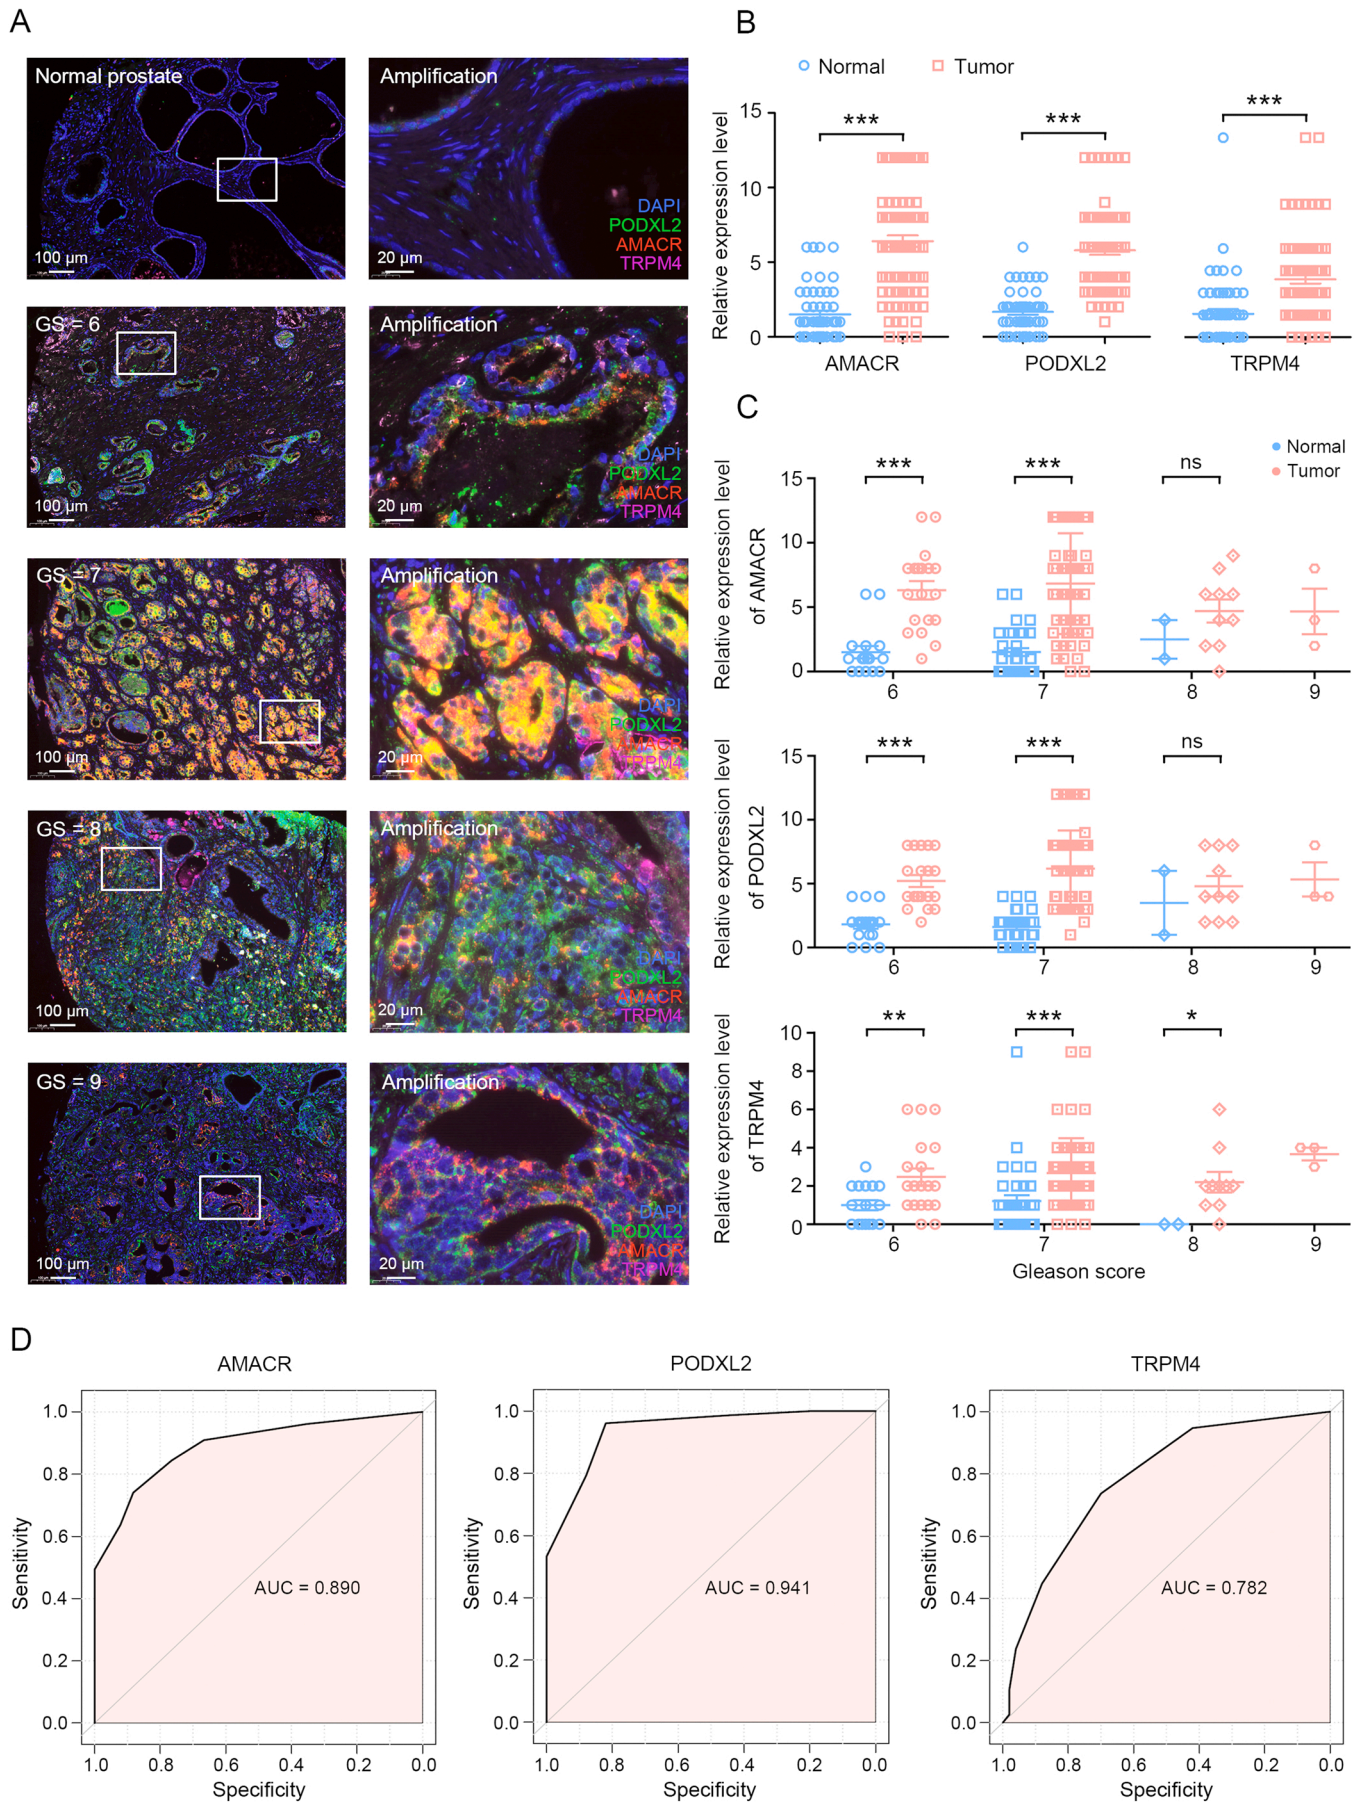 A
Normal prostate
100 μm
Amplification
DAPI
PODXL2
AMACR
TRPM4
20 μm
GS = 6
100 μm
Amplification
DAPI
PODXL2
AMACR
TRPM4
20 μm
GS = 7
100 μm
Amplification
DAPI
PODXL2
AMACR
TRPM4
20 μm
GS = 8
100 μm
Amplification
DAPI
PODXL2
AMACR
TRPM4
20 μm
GS = 9
100 μm
Amplification
DAPI
PODXL2
AMACR
TRPM4
20 μm
B
Normal Tumor
Relative expression level
15
10
5
0
*** *** ***
AMACR PODXL2 TRPM4
C
Normal
Tumor
Relative expression level
of AMACR
15
10
5
0
*** *** ns
6 7 8 9
Relative expression level
of PODXL2
15
10
5
0
*** *** ns
6 7 8 9
Relative expression level
of TRPM4
10
8
6
4
2
0
** *** *
6 7 8 9
Gleason score
D
AMACR
Sensitivity
1.0
0.8
0.6
0.4
0.2
0.0
AUC = 0.890
1.0 0.8 0.6 0.4 0.2 0.0
Specificity
PODXL2
Sensitivity
1.0
0.8
0.6
0.4
0.2
0.0
AUC = 0.941
1.0 0.8 0.6 0.4 0.2 0.0
Specificity
TRPM4
Sensitivity
1.0
0.8
0.6
0.4
0.2
0.0
AUC = 0.782
1.0 0.8 0.6 0.4 0.2 0.0
Specificity